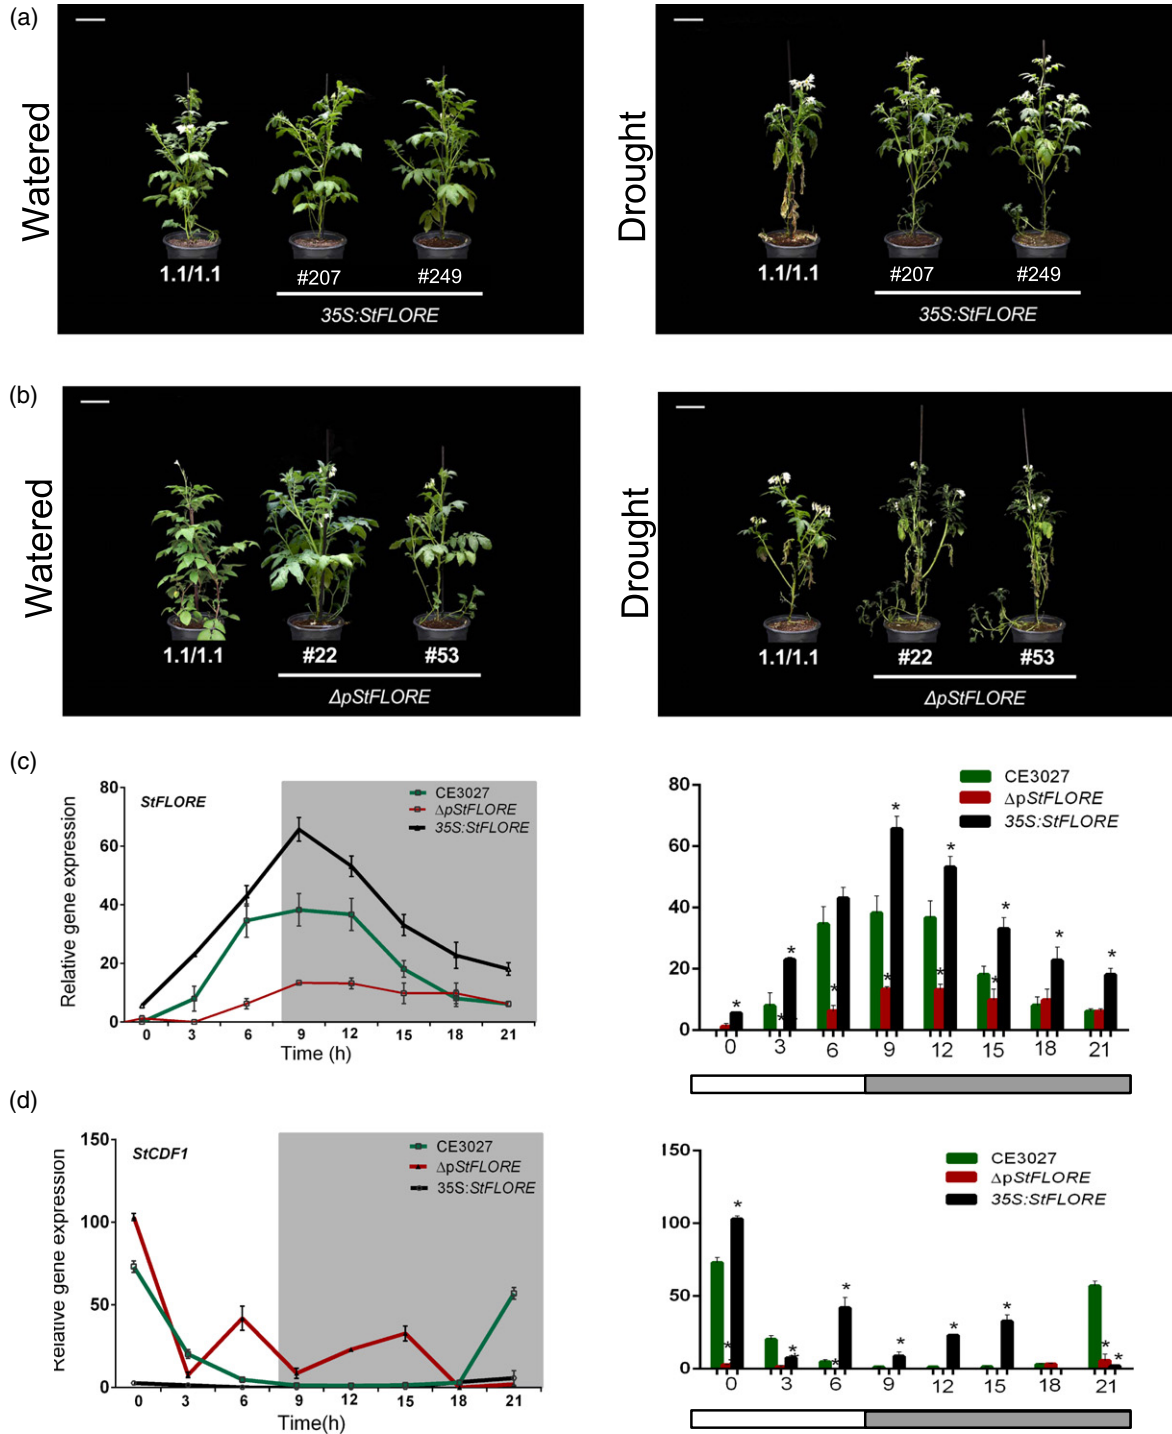 (a)
Watered
1.1/1.1
#207
#249
35S:StFLORE
Drought
1.1/1.1
#207
#249
35S:StFLORE
(b)
Watered
1.1/1.1
#22
#53
ΔpStFLORE
Drought
1.1/1.1
#22
#53
ΔpStFLORE
(c)
StFLORE
CE3027
ΔpStFLORE
35S:StFLORE
Relative gene expression
80
60
40
20
0
0 3 6 9 12 15 18 21
Time (h)
CE3027
ΔpStFLORE
35S:StFLORE
80
60
40
20
0
* * * * * * * * * * * *
0 3 6 9 12 15 18 21
(d)
StCDF1
CE3027
ΔpStFLORE
35S:StFLORE
Relative gene expression
150
100
50
0
0 3 6 9 12 15 18 21
Time(h)
CE3027
ΔpStFLORE
35S:StFLORE
150
100
50
0
* * * * * * * * * *
0 3 6 9 12 15 18 21